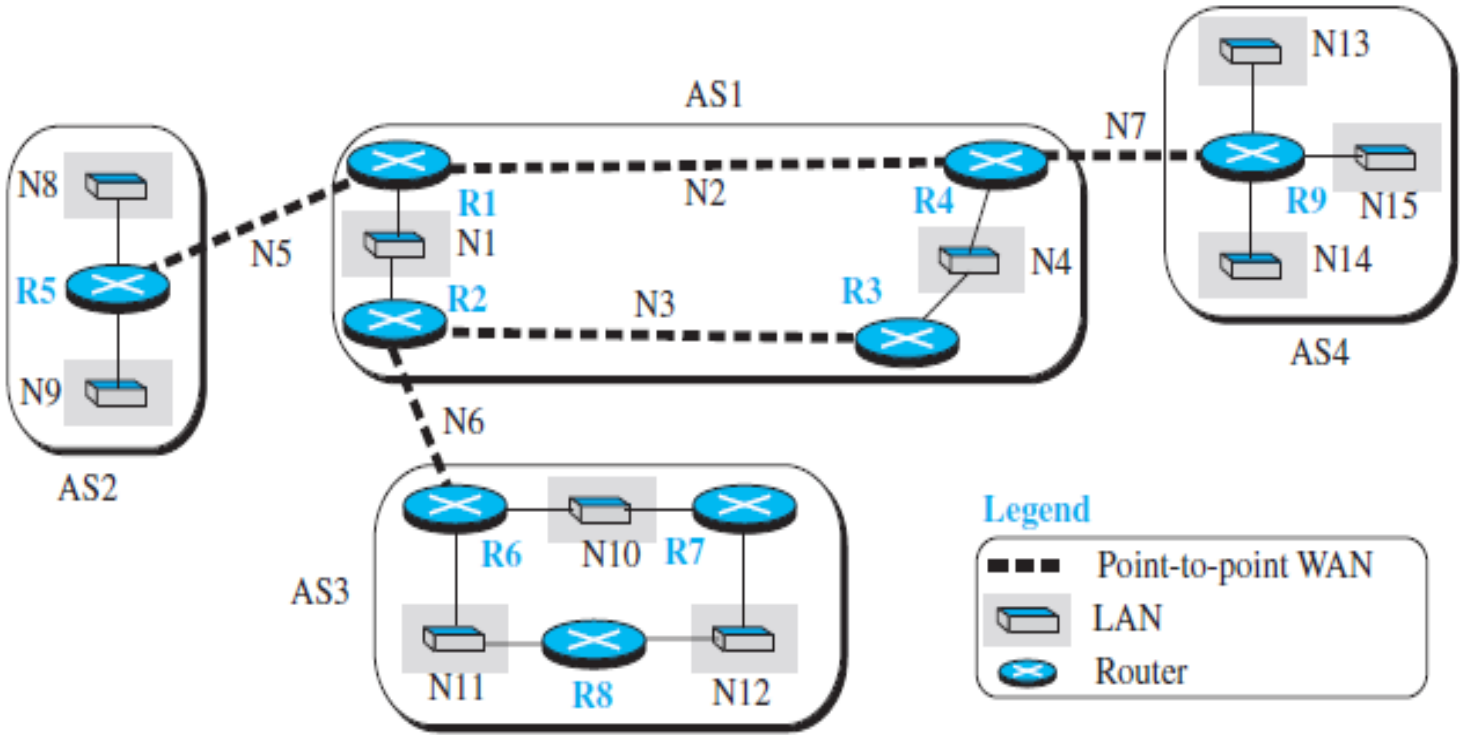 N13
AS1
N7
N8
N2
R1
R4
R9
N15
N5
N1
N4
N14
R5
R2
N3
R3
AS4
N9
N6
AS2
Legend
R6
N10
R7
Point-to-point WAN
AS3
LAN
N11
R8
N12
Router